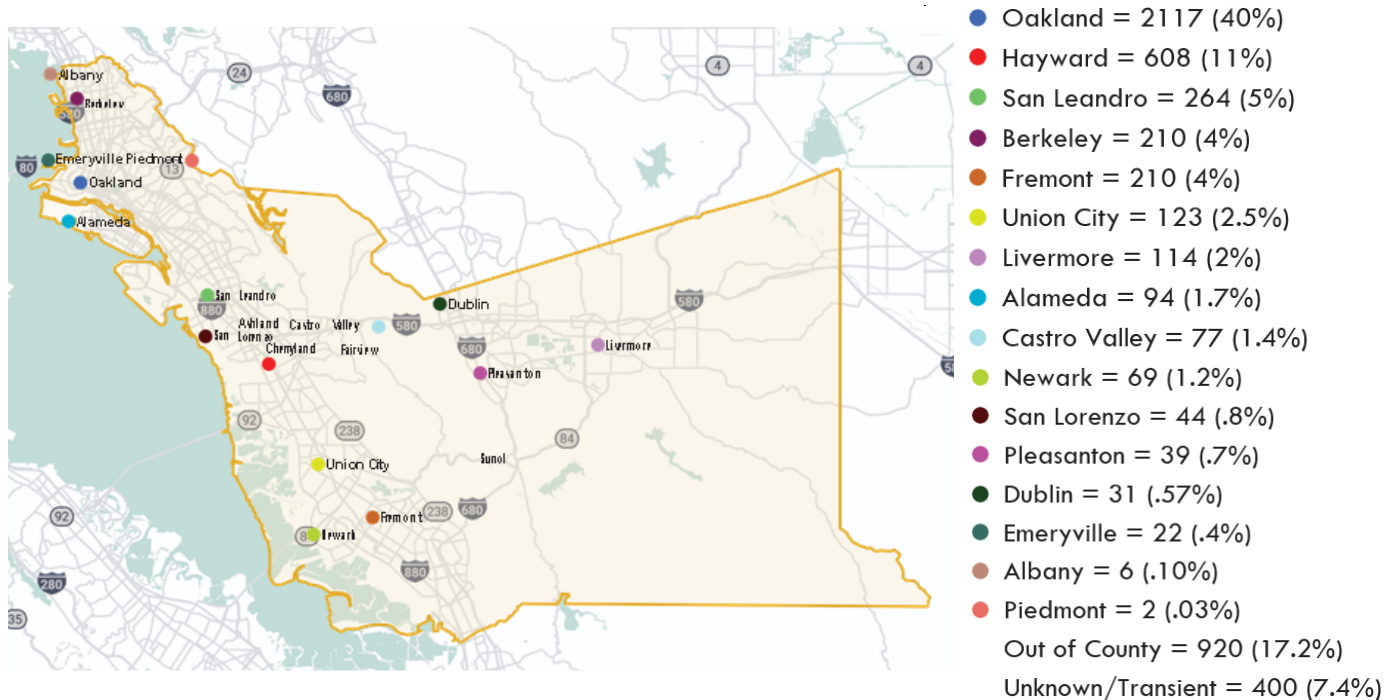 Albany
Berkeley
580
Emeryville Piedmont
80
13
Oakland
Alameda
24
680
4
4
San Leandro
880
Ashland Castro Valley
San Lorenzo
Cherryland
Fairview
580
Dublin
680
580
Livermore
Pleasanton
92
238
84
Sunol
Union City
92
Fremont
238
680
Newark
880
280
35
Oakland = 2117 (40%)
Hayward = 608 (11%)
San Leandro = 264 (5%)
Berkeley = 210 (4%)
Fremont = 210 (4%)
Union City = 123 (2.5%)
Livermore = 114 (2%)
Alameda = 94 (1.7%)
Castro Valley = 77 (1.4%)
Newark = 69 (1.2%)
San Lorenzo = 44 (.8%)
Pleasanton = 39 (.7%)
Dublin = 31 (.57%)
Emeryville = 22 (.4%)
Albany = 6 (.10%)
Piedmont = 2 (.03%)
Out of County = 920 (17.2%)
Unknown/Transient = 400 (7.4%)